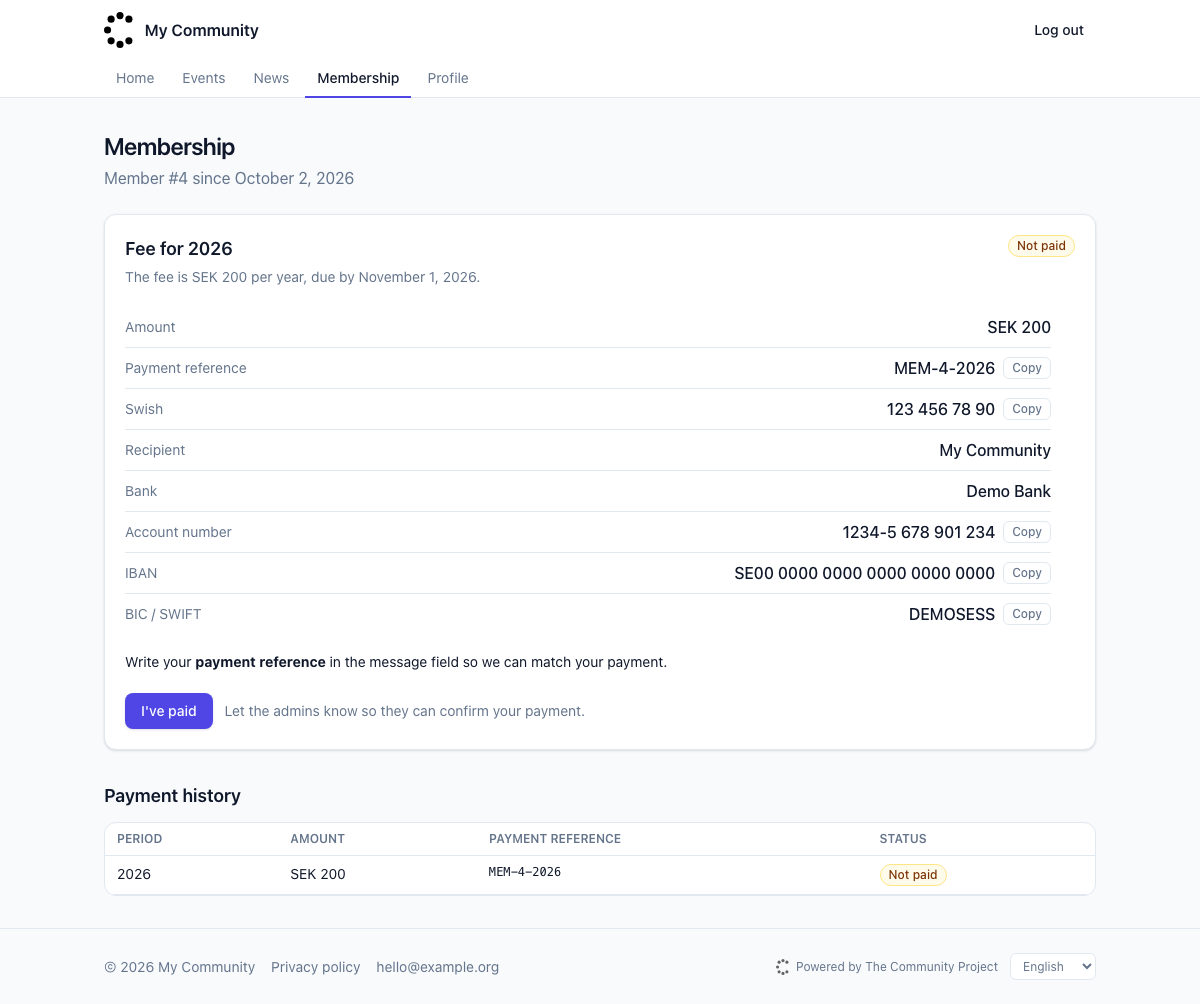 My Community
Log out
Home Events News Membership Profile
Membership
Member #4 since October 2, 2026
Fee for 2026
Not paid
The fee is SEK 200 per year, due by November 1, 2026.
Amount SEK 200
Payment reference MEM-4-2026 Copy
Swish 123 456 78 90 Copy
Recipient My Community
Bank Demo Bank
Account number 1234-5 678 901 234 Copy
IBAN SE00 0000 0000 0000 0000 0000 Copy
BIC / SWIFT DEMOSESS Copy
Write your payment reference in the message field so we can match your payment.
I've paid Let the admins know so they can confirm your payment.
Payment history
PERIOD AMOUNT PAYMENT REFERENCE STATUS
2026 SEK 200 MEM-4-2026 Not paid
© 2026 My Community Privacy policy hello@example.org Powered by The Community Project English